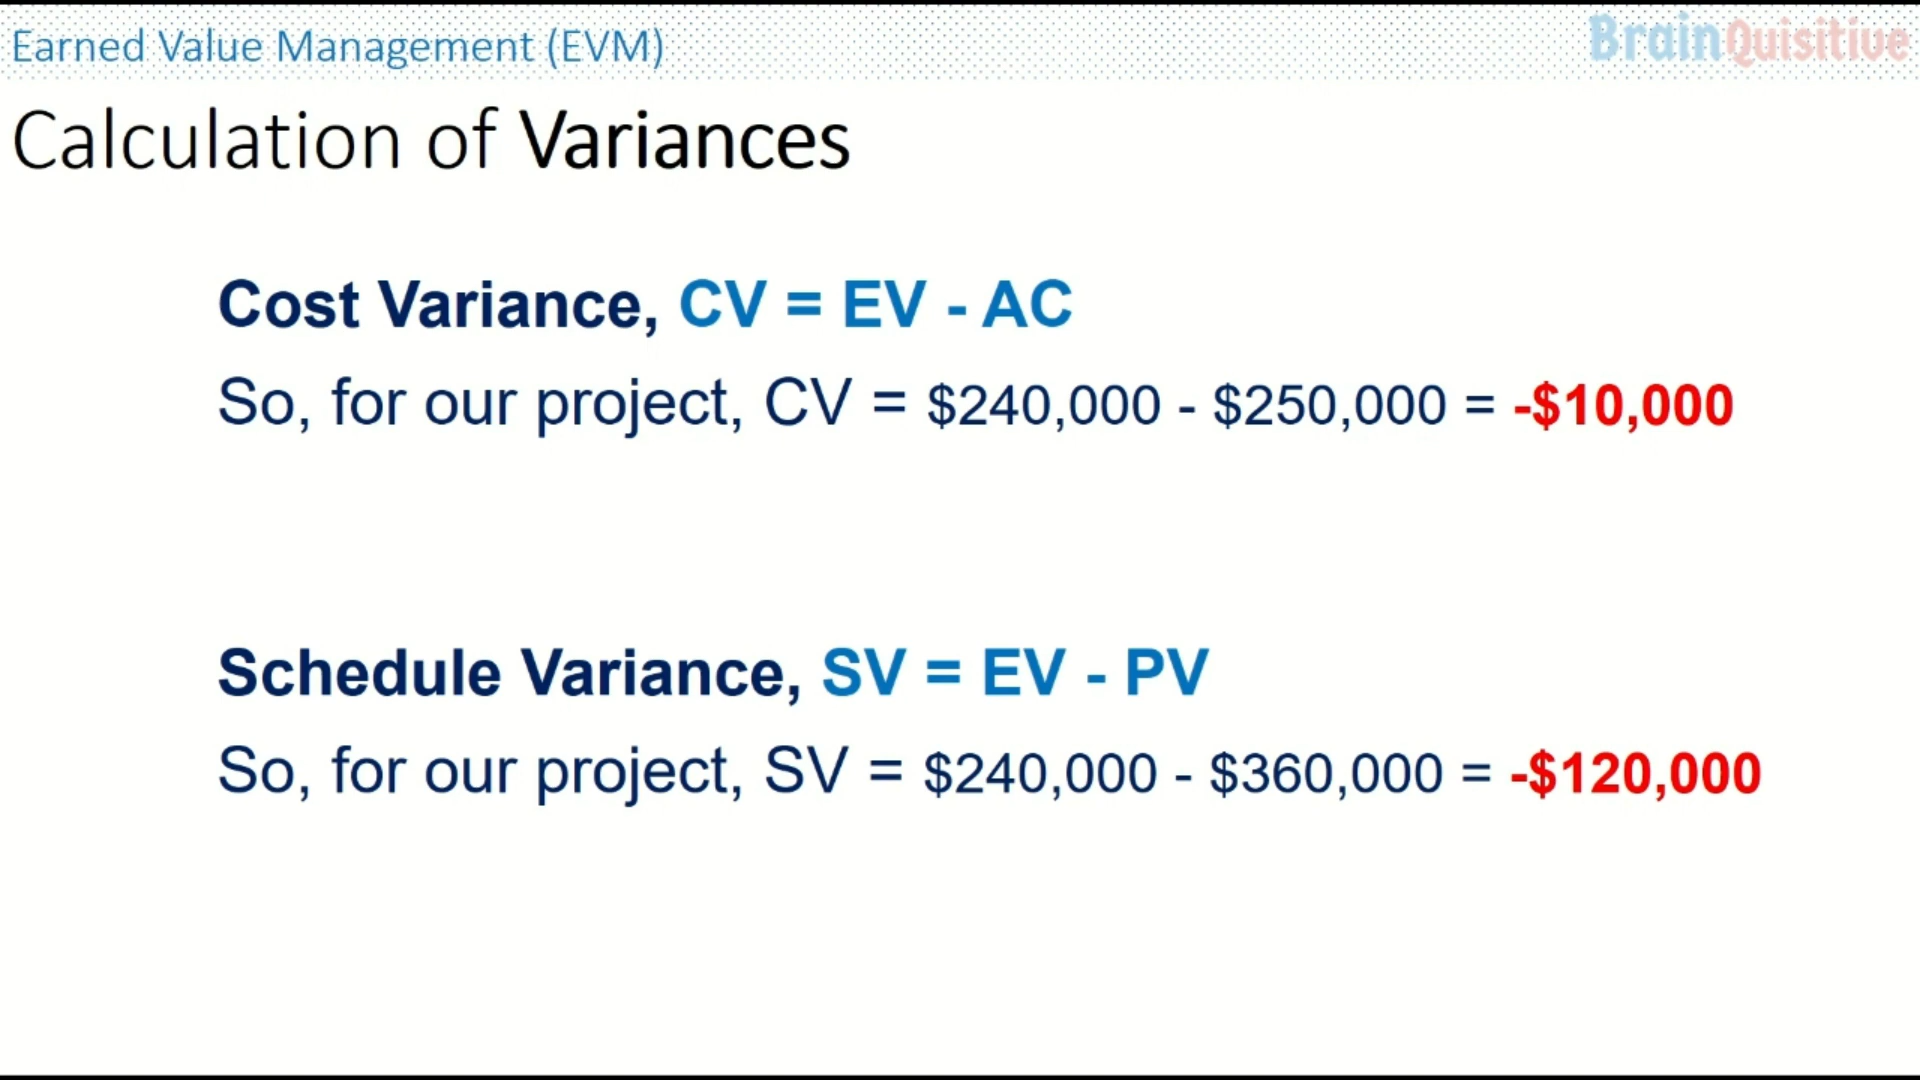 Earned Value Management (EVM)
BrainQuisitive
Calculation of Variances
Cost Variance, CV = EV - AC
So, for our project, CV = $240,000 - $250,000 = -$10,000
Schedule Variance, SV = EV - PV
So, for our project, SV = $240,000 - $360,000 = -$120,000